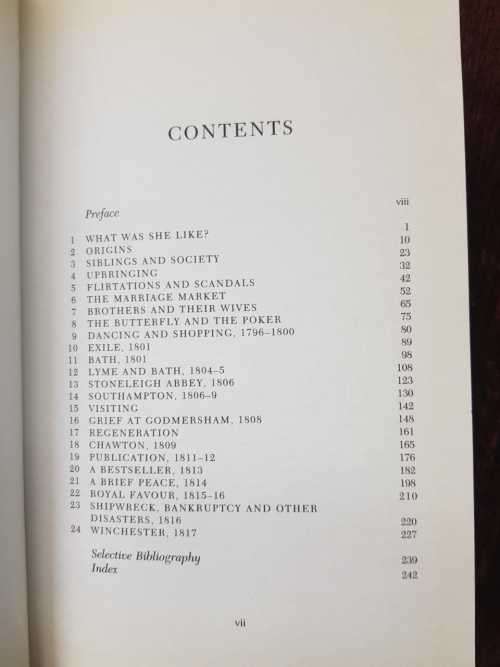 CONTENTS
Preface viii
1 WHAT WAS SHE LIKE? 1
2 ORIGINS 10
3 SIBLINGS AND SOCIETY 23
4 UPBRINGING 32
5 FLIRTATIONS AND SCANDALS 42
6 THE MARRIAGE MARKET 52
7 BROTHERS AND THEIR WIVES 65
8 THE BUTTERFLY AND THE POKER 75
9 DANCING AND SHOPPING, 1796–1800 80
10 EXILE, 1801 89
11 BATH, 1801 98
12 LYME AND BATH, 1804–5 108
13 STONELEIGH ABBEY, 1806 123
14 SOUTHAMPTON, 1806–9 130
15 VISITING 142
16 GRIEF AT GODMERSHAM, 1808 148
17 REGENERATION 161
18 CHAWTON, 1809 165
19 PUBLICATION, 1811–12 176
20 A BESTSELLER, 1813 182
21 A BRIEF PEACE, 1814 198
22 ROYAL FAVOUR, 1815–16 210
23 SHIPWRECK, BANKRUPTCY AND OTHER
DISASTERS, 1816 220
24 WINCHESTER, 1817 227
Selective Bibliography 239
Index 242
vii